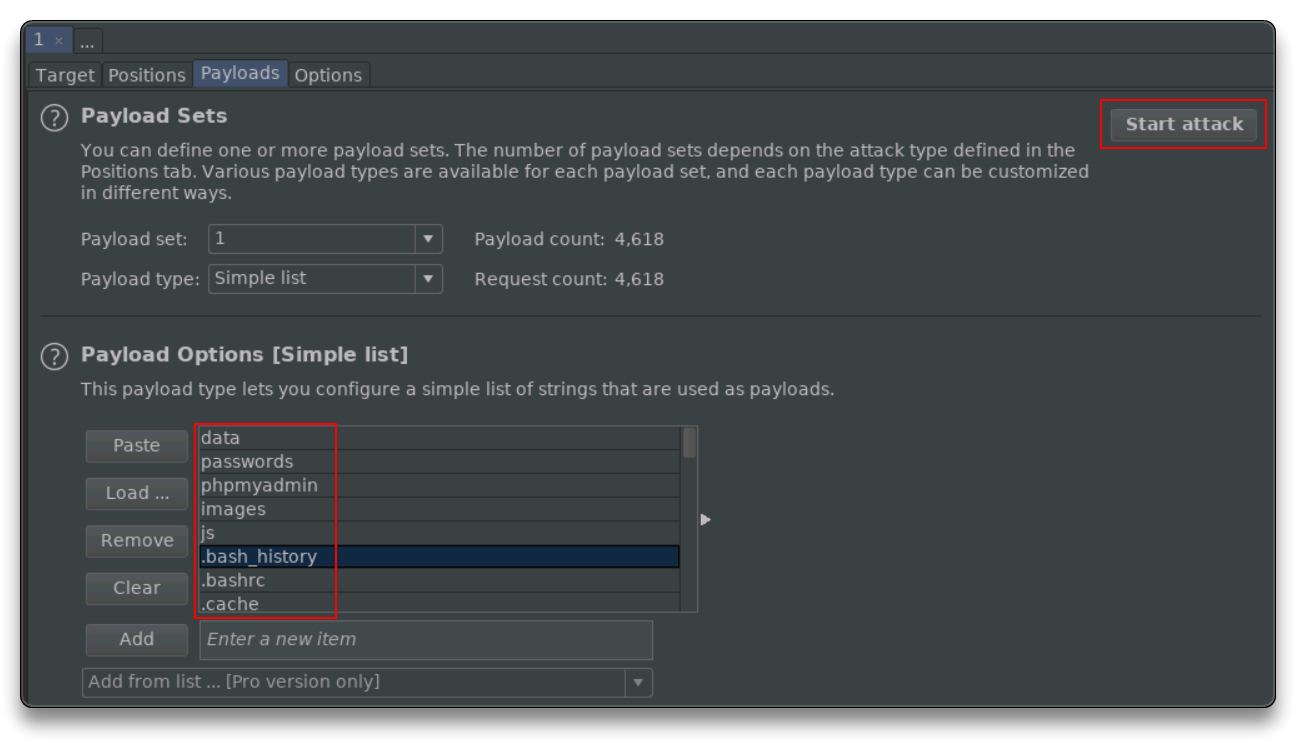 1 × ...
Target Positions Payloads Options
? Payload Sets
Start attack
You can define one or more payload sets. The number of payload sets depends on the attack type defined in the
Positions tab. Various payload types are available for each payload set, and each payload type can be customized
in different ways.
Payload set: 1 Payload count: 4,618
Payload type: Simple list Request count: 4,618
? Payload Options [Simple list]
This payload type lets you configure a simple list of strings that are used as payloads.
Paste
Load ...
Remove
Clear
data
passwords
phpmyadmin
images
js
.bash_history
.bashrc
.cache
Add Enter a new item
Add from list ... [Pro version only]